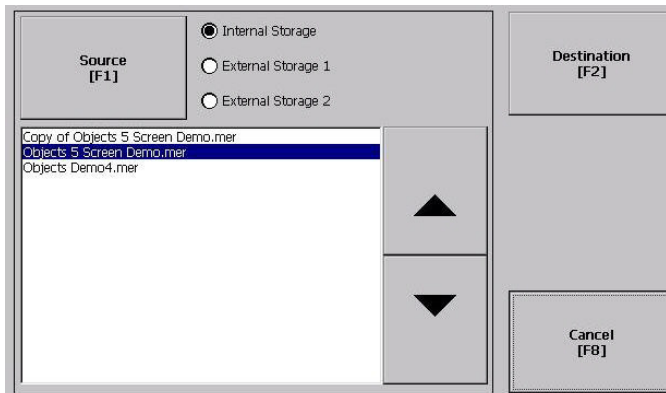 Source
[F1]
Internal Storage
External Storage 1
External Storage 2
Destination
[F2]
Copy of Objects 5 Screen Demo.mer
Objects 5 Screen Demo.mer
Objects Demo4.mer
Cancel
[F8]